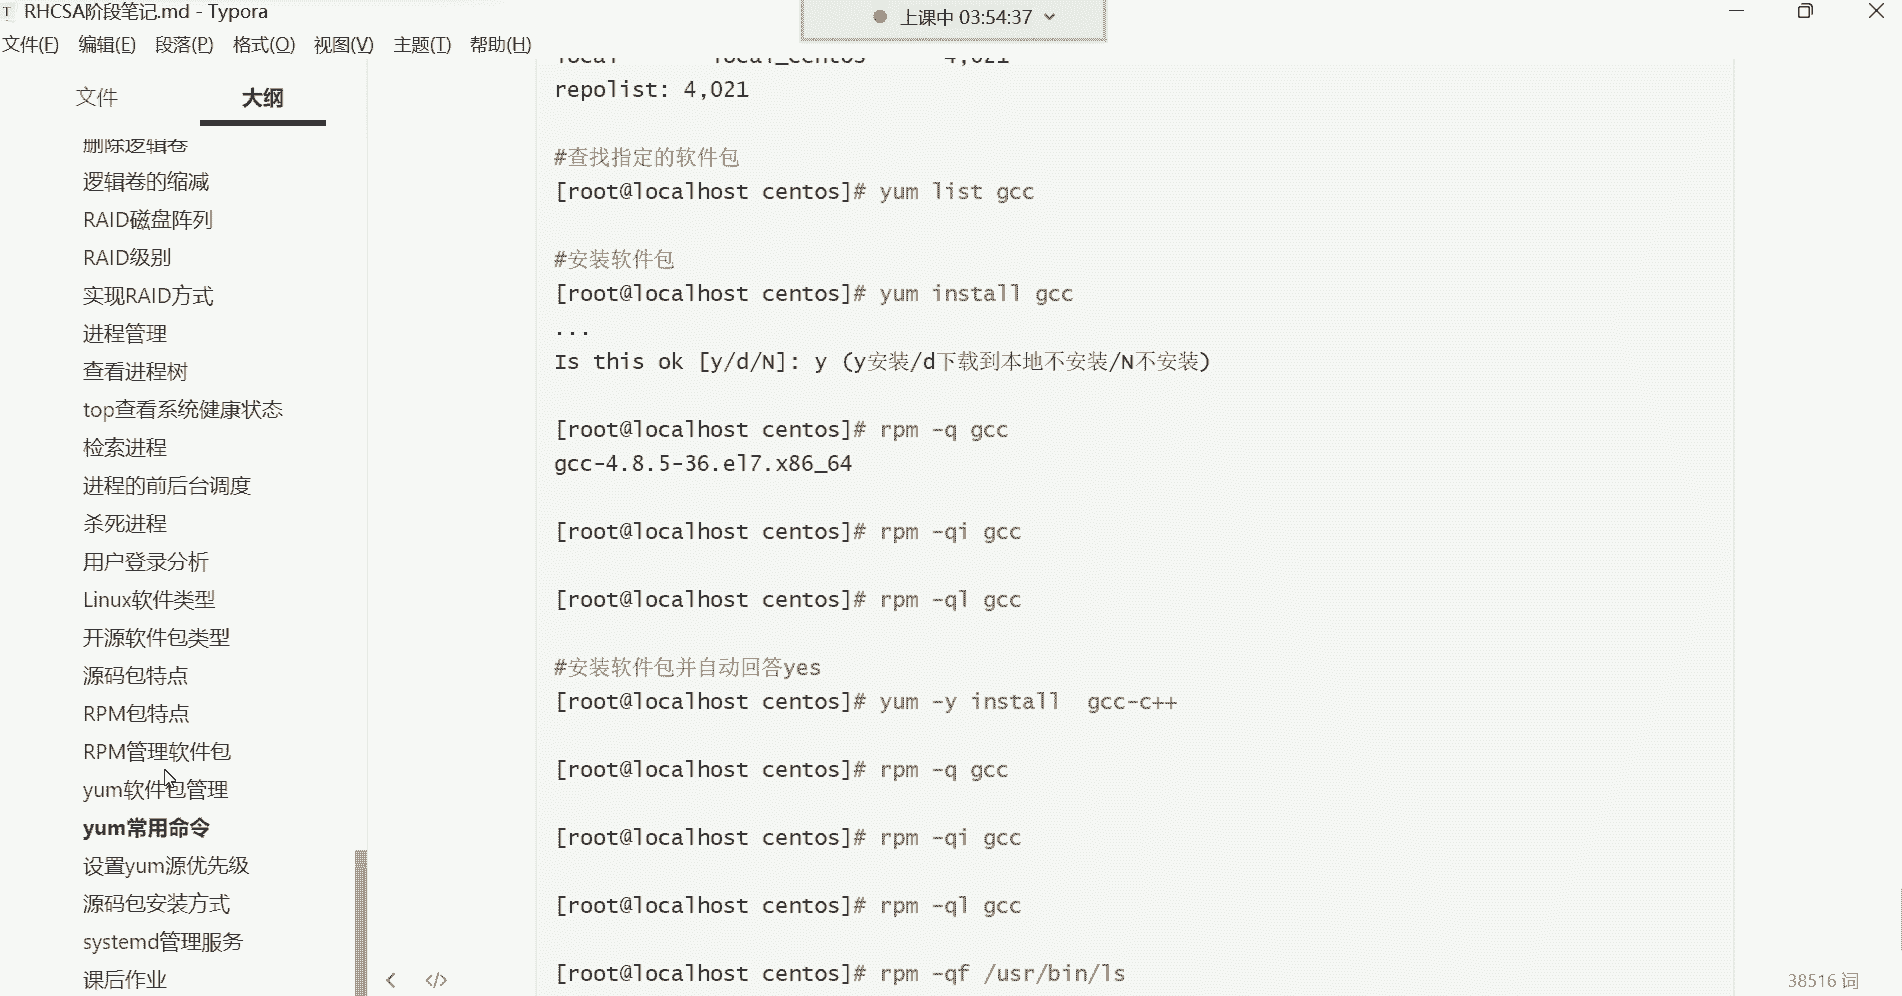 RHCSA阶段笔记.md - Typora
上课中 03:54:37
文件(F) 编辑(E) 段落(P) 格式(O) 视图(V) 主题(T) 帮助(H)
文件 大纲
删除逻辑卷
逻辑卷的缩减
RAID磁盘阵列
RAID级别
实现RAID方式
进程管理
查看进程树
top查看系统健康状态
检索进程
进程的前后台调度
杀死进程
用户登录分析
Linux软件类型
开源软件包类型
源码包特点
RPM包特点
RPM管理软件包
yum软件包管理
yum常用命令
设置yum源优先级
源码包安装方式
systemd管理服务
课后作业
local local_centos 4,021
repolist: 4,021
#查找指定的软件包
[root@localhost centos]# yum list gcc
#安装软件包
[root@localhost centos]# yum install gcc
...
Is this ok [y/d/N]: y (y安装/d下载到本地不安装/N不安装)
[root@localhost centos]# rpm -q gcc
gcc-4.8.5-36.el7.x86_64
[root@localhost centos]# rpm -qi gcc
[root@localhost centos]# rpm -ql gcc
#安装软件包并自动回答yes
[root@localhost centos]# yum -y install  gcc-c++
[root@localhost centos]# rpm -q gcc
[root@localhost centos]# rpm -qi gcc
[root@localhost centos]# rpm -ql gcc
[root@localhost centos]# rpm -qf /usr/bin/ls
38516 词